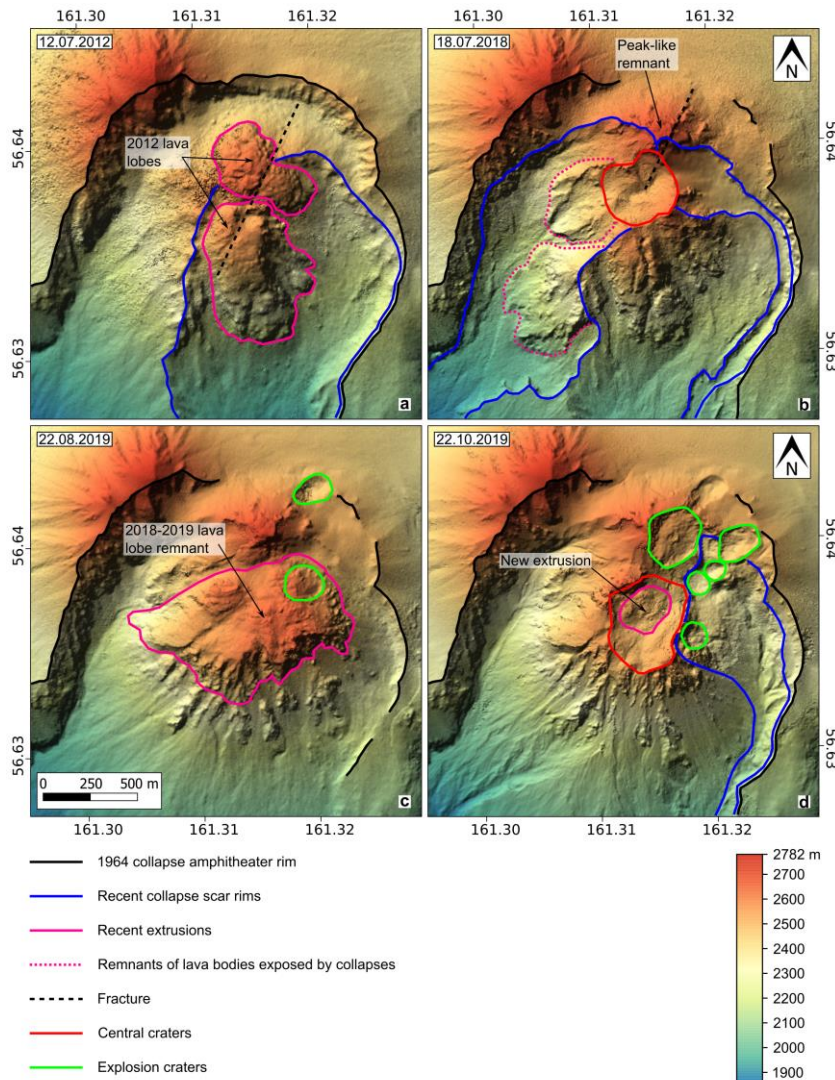 161.30
161.31
161.32
161.30
161.31
161.32
12.07.2012
18.07.2018
Peak-like
remnant
N
56.64
56.64
2012 lava
lobes
56.63
56.63
a
b
22.08.2019
22.10.2019
N
2018-2019 lava
lobe remnant
56.64
56.64
New extrusion
56.63
56.63
0 250 500 m
c
d
161.30
161.31
161.32
161.30
161.31
161.32
1964 collapse amphitheater rim
Recent collapse scar rims
Recent extrusions
Remnants of lava bodies exposed by collapses
Fracture
Central craters
Explosion craters
2782 m
2700
2600
2500
2400
2300
2200
2100
2000
1900